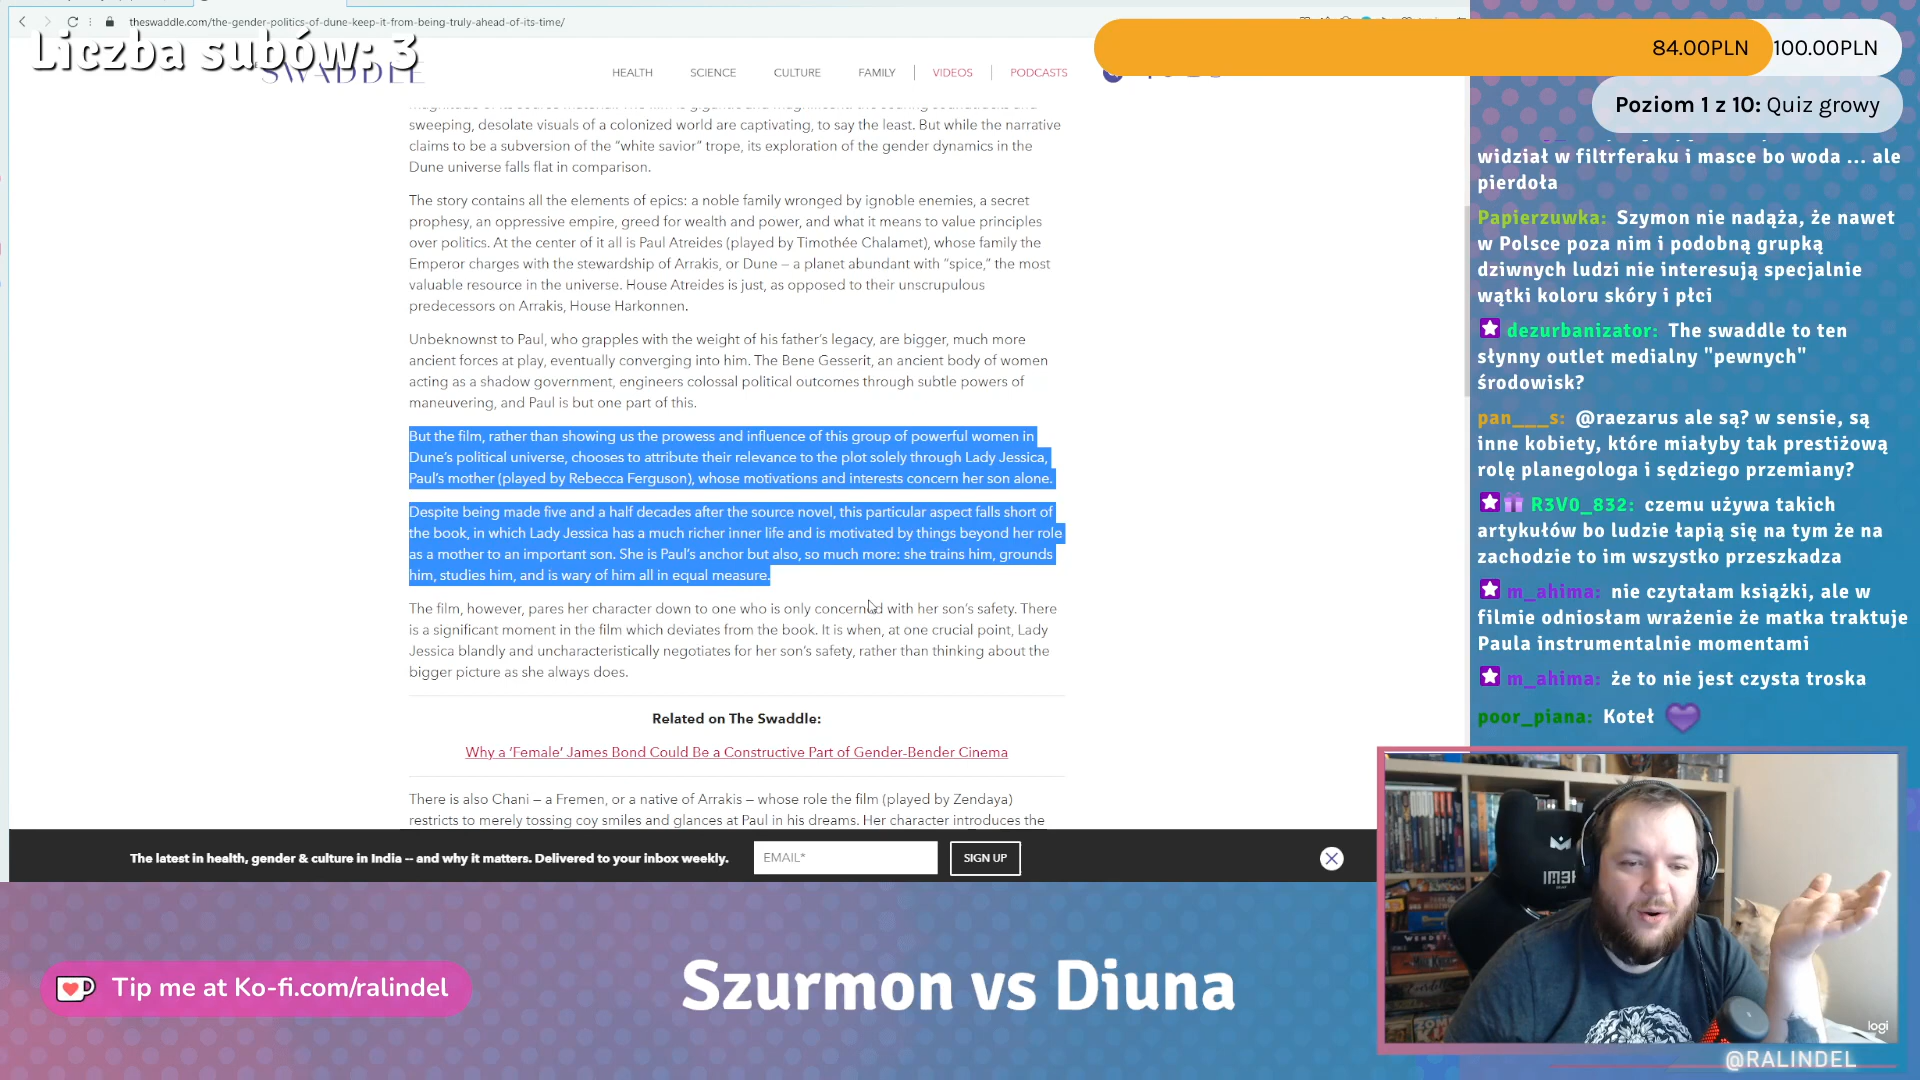 theswaddle.com/the-gender-politics-of-dune-keep-it-from-being-truly-ahead-of-its-time/
Liczba subów: 3
SWADDLE
HEALTH
SCIENCE
CULTURE
FAMILY
VIDEOS
PODCASTS
84.00PLN
100.00PLN
Poziom 1 z 10: Quiz growy
sweeping, desolate visuals of a colonized world are captivating, to say the least. But while the narrative
claims to be a subversion of the “white savior” trope, its exploration of the gender dynamics in the
Dune universe falls flat in comparison.
The story contains all the elements of epics: a noble family wronged by ignoble enemies, a secret
prophesy, an oppressive empire, greed for wealth and power, and what it means to value principles
over politics. At the center of it all is Paul Atreides (played by Timothée Chalamet), whose family the
Emperor charges with the stewardship of Arrakis, or Dune – a planet abundant with “spice,” the most
valuable resource in the universe. House Atreides is just, as opposed to their unscrupulous
predecessors on Arrakis, House Harkonnen.
Unbeknownst to Paul, who grapples with the weight of his father’s legacy, are bigger, much more
ancient forces at play, eventually converging into him. The Bene Gesserit, an ancient body of women
acting as a shadow government, engineers colossal political outcomes through subtle powers of
maneuvering, and Paul is but one part of this.
But the film, rather than showing us the prowess and influence of this group of powerful women in
Dune’s political universe, chooses to attribute their relevance to the plot solely through Lady Jessica,
Paul’s mother (played by Rebecca Ferguson), whose motivations and interests concern her son alone.
Despite being made five and a half decades after the source novel, this particular aspect falls short of
the book, in which Lady Jessica has a much richer inner life and is motivated by things beyond her role
as a mother to an important son. She is Paul’s anchor but also, so much more: she trains him, grounds
him, studies him, and is wary of him all in equal measure.
The film, however, pares her character down to one who is only concerned with her son’s safety. There
is a significant moment in the film which deviates from the book. It is when, at one crucial point, Lady
Jessica blandly and uncharacteristically negotiates for her son’s safety, rather than thinking about the
bigger picture as she always does.
Related on The Swaddle:
Why a ‘Female’ James Bond Could Be a Constructive Part of Gender-Bender Cinema
There is also Chani – a Fremen, or a native of Arrakis – whose role the film (played by Zendaya)
restricts to merely tossing coy smiles and glances at Paul in his dreams. Her character introduces the
The latest in health, gender & culture in India -- and why it matters. Delivered to your inbox weekly.
EMAIL*
SIGN UP
widział w filtrferaku i masce bo woda ... ale
pierdoła
Papierzuwka: Szymon nie nadąża, że nawet
w Polsce poza nim i podobną grupką
dziwnych ludzi nie interesują specjalnie
wątki koloru skóry i płci
dezurbanizator: The swaddle to ten
słynny outlet medialny "pewnych"
środowisk?
pan___s: @raezarus ale są? w sensie, są
inne kobiety, które miałyby tak prestiżową
rolę planegologa i sędziego przemiany?
R3V0_832: czemu używa takich
artykułów bo ludzie łapią się na tym że na
zachodzie to im wszystko przeszkadza
m_ahima: nie czytałam książki, ale w
filmie odniosłam wrażenie że matka traktuje
Paula instrumentalnie momentami
m_ahima: że to nie jest czysta troska
poor_piana: Koteł
logi
@RALINDEL
Tip me at Ko-fi.com/ralindel
Szurmon vs Diuna